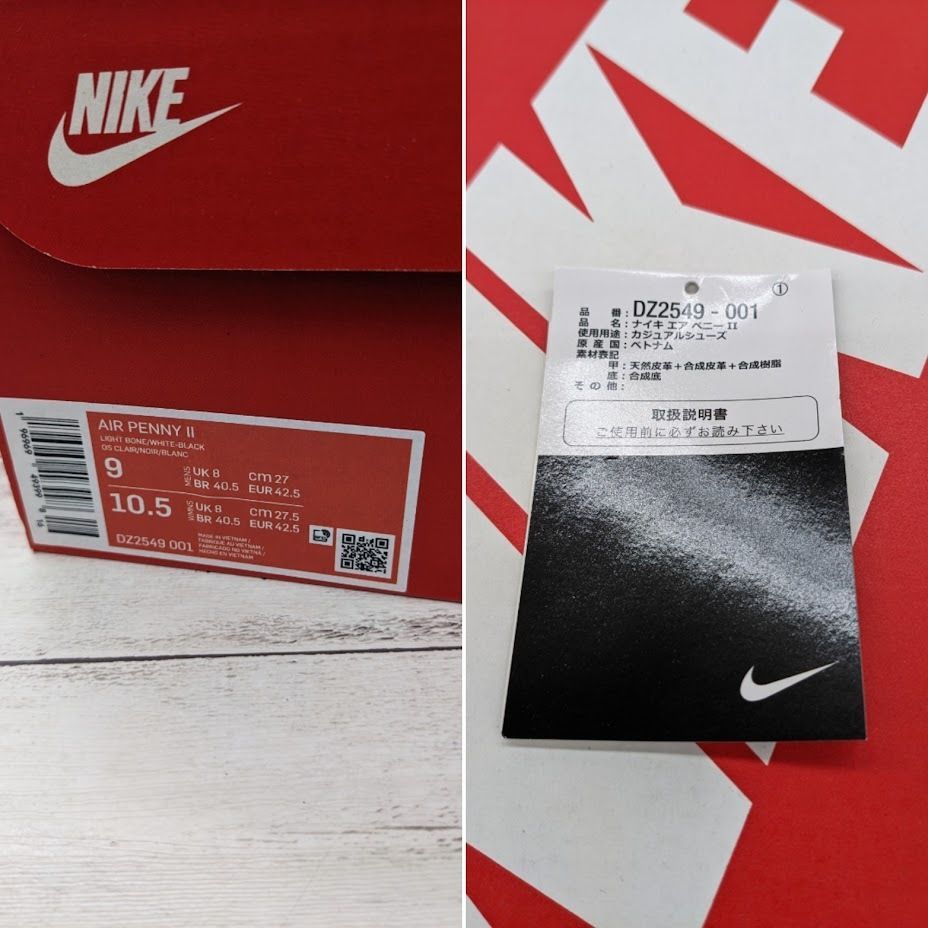 NIKE
AIR PENNY II
LIGHT BONE/WHITE-BLACK
OS CLAIR/NOIR/BLANC
9
MENS
UK 8
cm 27
BR 40.5
EUR 42.5
10.5
WMNS
UK 8
cm 27.5
BR 40.5
EUR 42.5
DZ2549 001
MADE IN VIETNAM /
FABRIQUE AU VIETNAM /
FABRICADO NO VIETNÃ /
HECHO EN VIETNAM
①
品 番 : DZ2549 - 001
品 名 : ナイキ エア ペニー II
使用用途 : カジュアルシューズ
原 産 国 : ベトナム
素材表記
甲 : 天然皮革+合成皮革+合成樹脂
底 : 合成底
そ の 他 :
取扱説明書
ご使用前に必ずお読み下さい